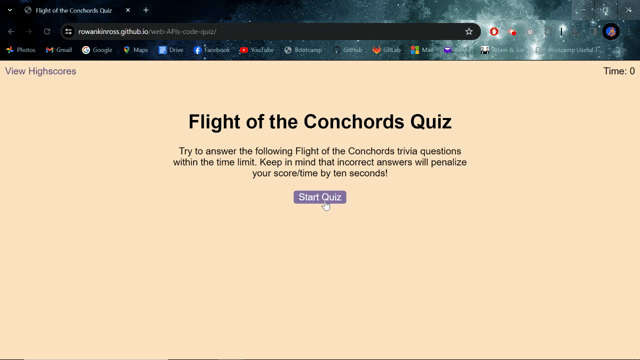 Flight of the Conchords Quiz
rowankinross.github.io/web-APIs-code-quiz/
Photos Gmail Google Maps Drive Facebook YouTube Bootcamp GitHub GitLab Mail Adam & Jo Bootcamp Useful T...
View Highscores
Time: 0
Flight of the Conchords Quiz
Try to answer the following Flight of the Conchords trivia questions
within the time limit. Keep in mind that incorrect answers will penalize
your score/time by ten seconds!
Start Quiz